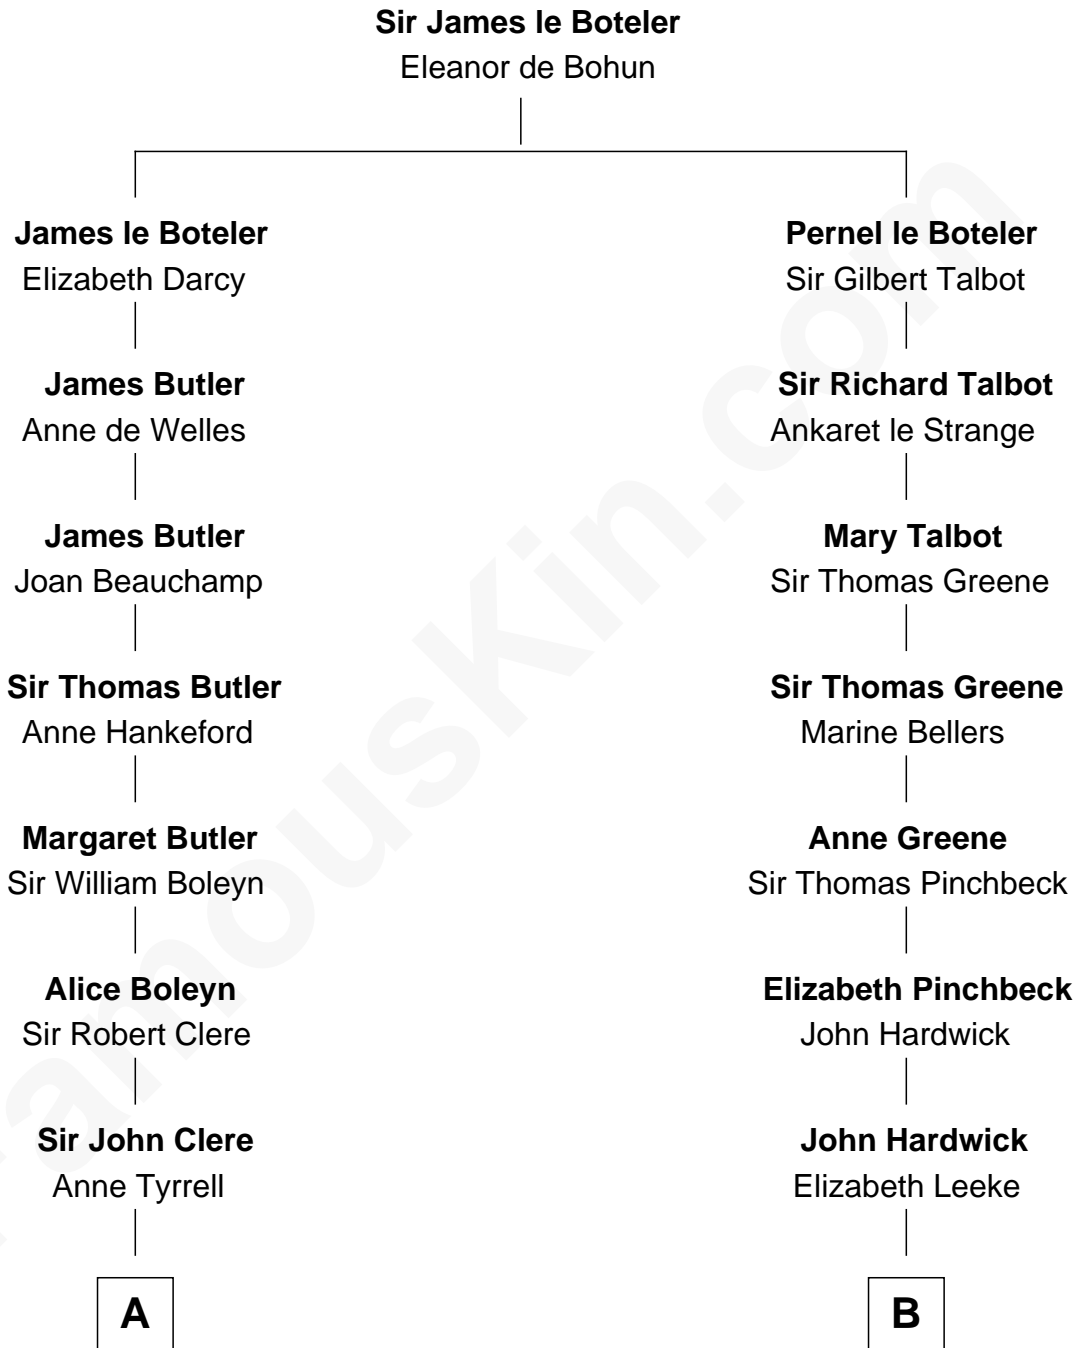 Sir James le Boteler
Eleanor de Bohun
James le Boteler
Elizabeth Darcy
Pernel le Boteler
Sir Gilbert Talbot
James Butler
Anne de Welles
Sir Richard Talbot
Ankaret le Strange
James Butler
Joan Beauchamp
Mary Talbot
Sir Thomas Greene
Sir Thomas Butler
Anne Hankeford
Sir Thomas Greene
Marine Bellers
Margaret Butler
Sir William Boleyn
Anne Greene
Sir Thomas Pinchbeck
Alice Boleyn
Sir Robert Clere
Elizabeth Pinchbeck
John Hardwick
Sir John Clere
Anne Tyrrell
John Hardwick
Elizabeth Leeke
A
B
FamousKin.com